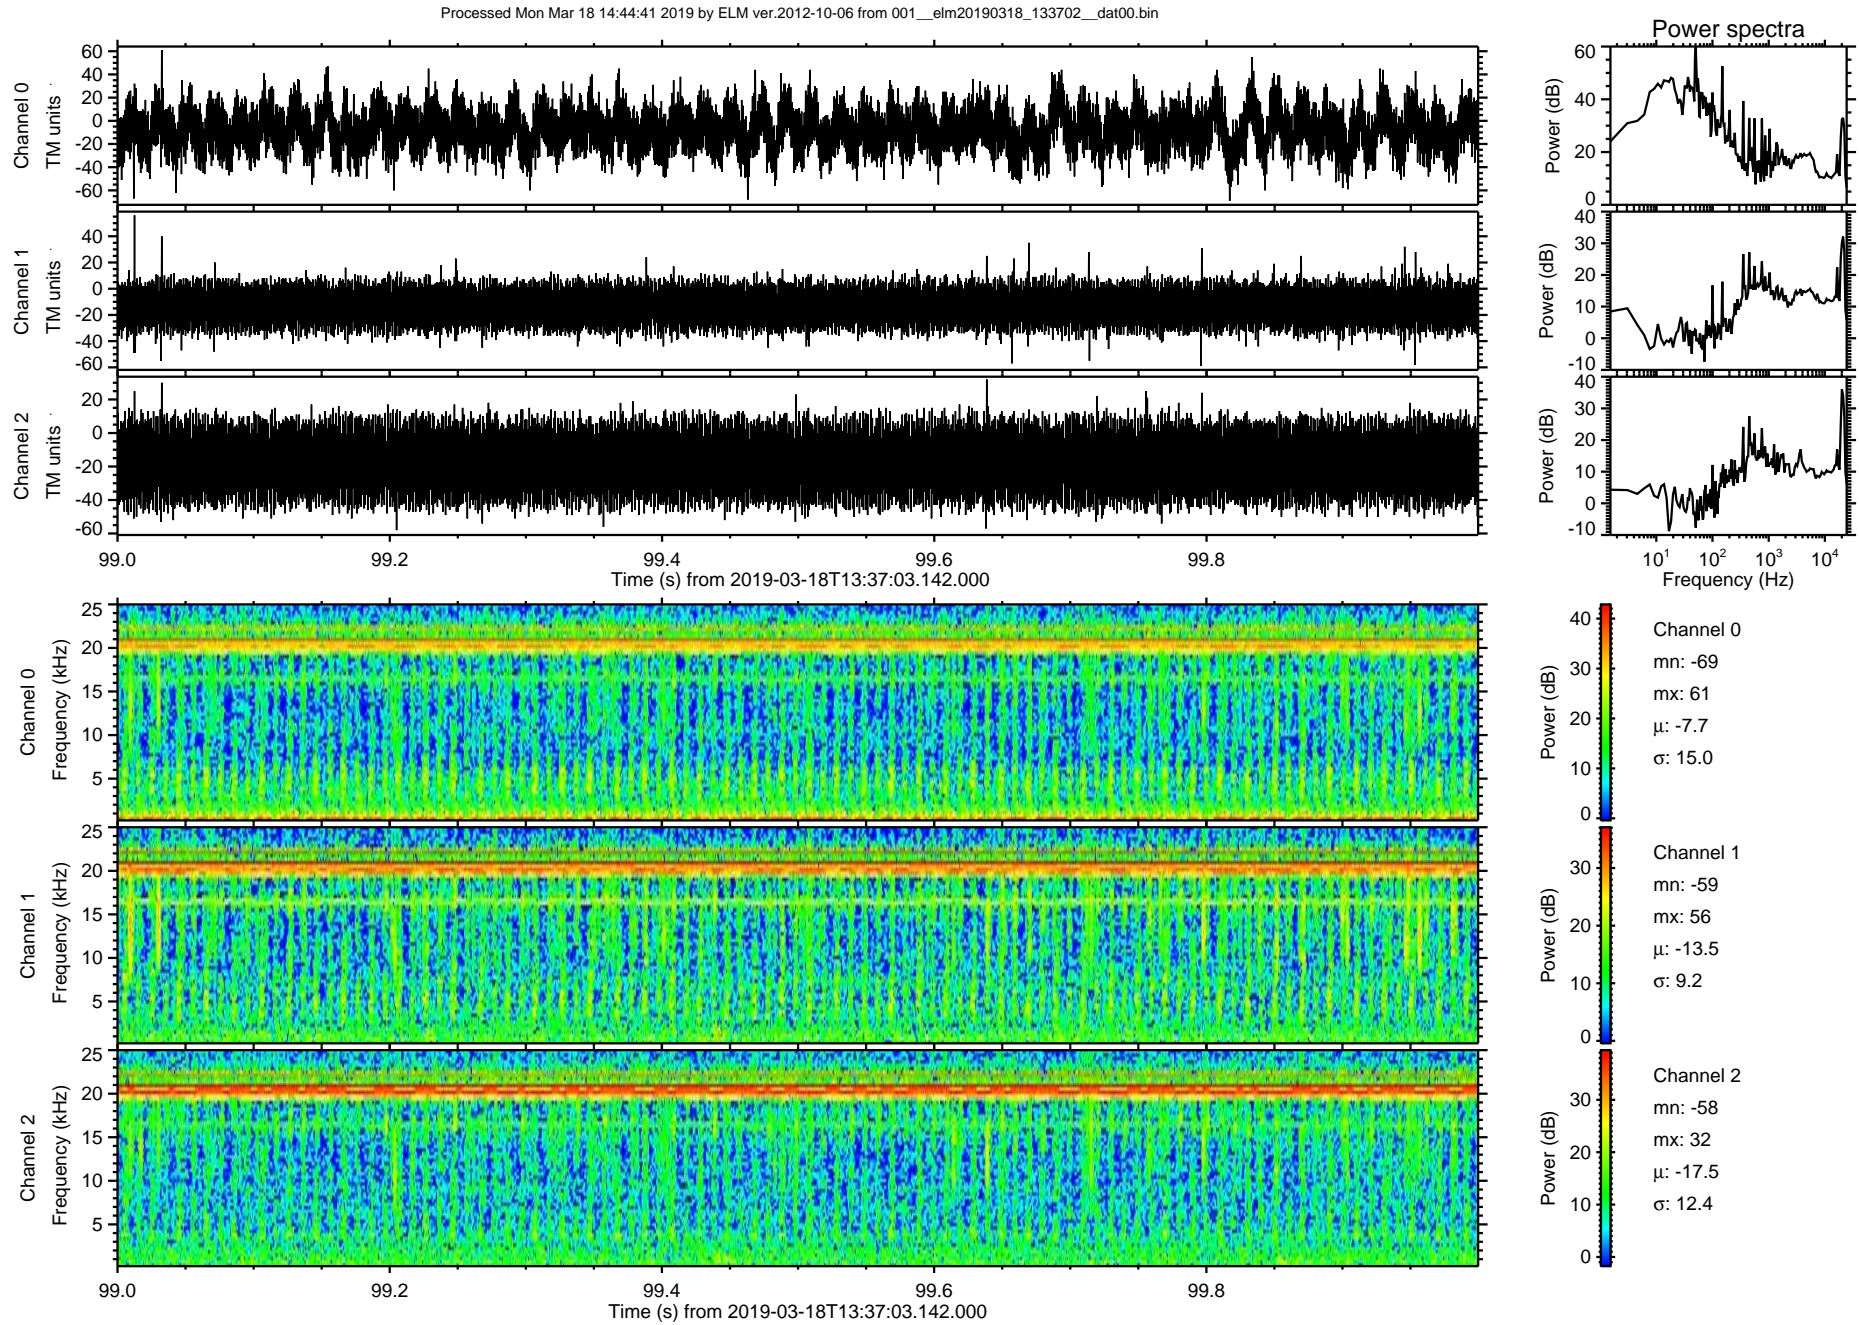 Processed Mon Mar 18 14:44:41 2019 by ELM ver.2012-10-06 from 001__elm20190318_133702__dat00.bin
Power spectra
Channel 0
TM units
60
40
20
0
-20
-40
-60
Power (dB)
60
40
20
0
Channel 1
TM units
40
20
0
-20
-40
-60
Power (dB)
40
30
20
10
0
-10
Channel 2
TM units
20
0
-20
-40
-60
Power (dB)
40
30
20
10
0
-10
99.0 99.2 99.4 99.6 99.8
Time (s) from 2019-03-18T13:37:03.142.000
10¹ 10² 10³ 10⁴
Frequency (Hz)
Channel 0
Frequency (kHz)
25
20
15
10
5
Power (dB)
40
30
20
10
0
Channel 0
mn: -69
mx: 61
μ: -7.7
σ: 15.0
Channel 1
Frequency (kHz)
25
20
15
10
5
Power (dB)
30
20
10
0
Channel 1
mn: -59
mx: 56
μ: -13.5
σ: 9.2
Channel 2
Frequency (kHz)
25
20
15
10
5
Power (dB)
30
20
10
0
Channel 2
mn: -58
mx: 32
μ: -17.5
σ: 12.4
99.0 99.2 99.4 99.6 99.8
Time (s) from 2019-03-18T13:37:03.142.000